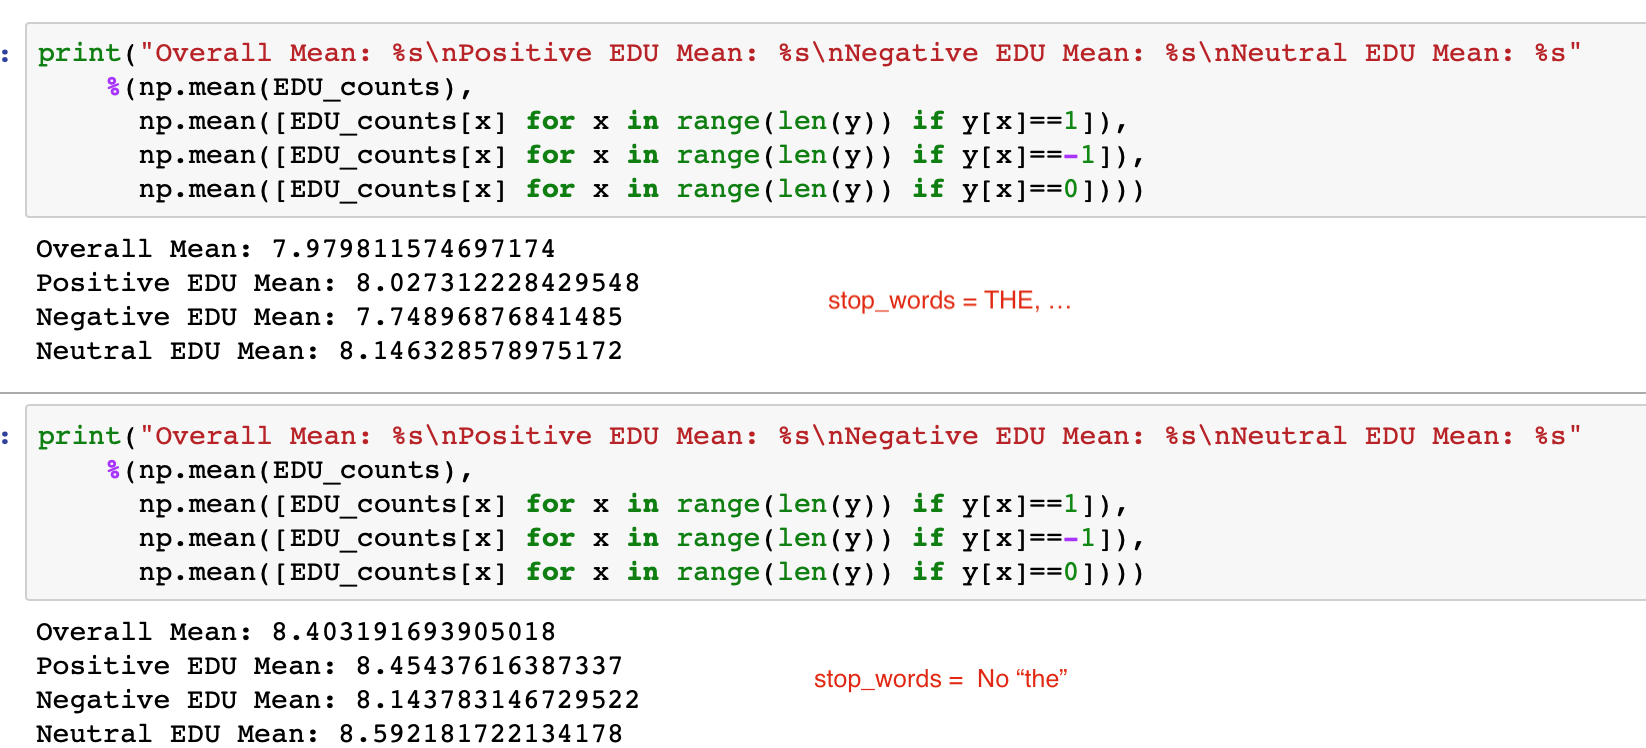 : print("Overall Mean: %s\nPositive EDU Mean: %s\nNegative EDU Mean: %s\nNeutral EDU Mean: %s"
%(np.mean(EDU_counts),
np.mean([EDU_counts[x] for x in range(len(y)) if y[x]==1]),
np.mean([EDU_counts[x] for x in range(len(y)) if y[x]==-1]),
np.mean([EDU_counts[x] for x in range(len(y)) if y[x]==0])))
Overall Mean: 7.979811574697174
Positive EDU Mean: 8.027312228429548
stop_words = THE, …
Negative EDU Mean: 7.74896876841485
Neutral EDU Mean: 8.146328578975172
: print("Overall Mean: %s\nPositive EDU Mean: %s\nNegative EDU Mean: %s\nNeutral EDU Mean: %s"
%(np.mean(EDU_counts),
np.mean([EDU_counts[x] for x in range(len(y)) if y[x]==1]),
np.mean([EDU_counts[x] for x in range(len(y)) if y[x]==-1]),
np.mean([EDU_counts[x] for x in range(len(y)) if y[x]==0])))
Overall Mean: 8.403191693905018
Positive EDU Mean: 8.45437616387337
stop_words = No “the”
Negative EDU Mean: 8.143783146729522
Neutral EDU Mean: 8.592181722134178